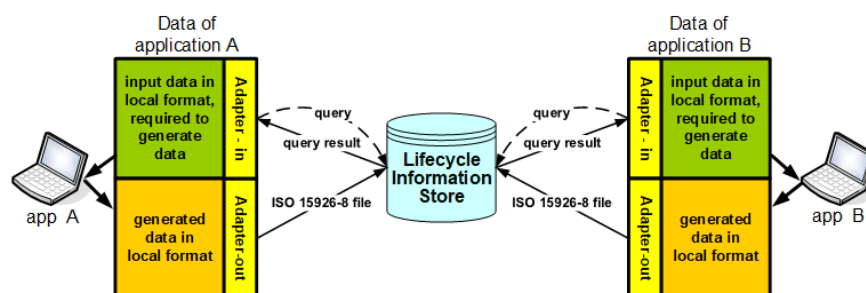 Data of
application A
input data in
local format,
required to
generate
data
Adapter - in
generated
data in
local format
Adapter-out
app A
query
query result
ISO 15926-8 file
Lifecycle
Information
Store
query
query result
ISO 15926-8 file
Data of
application B
Adapter - in
input data in
local format,
required to
generate
data
Adapter-out
generated
data in
local format
app B